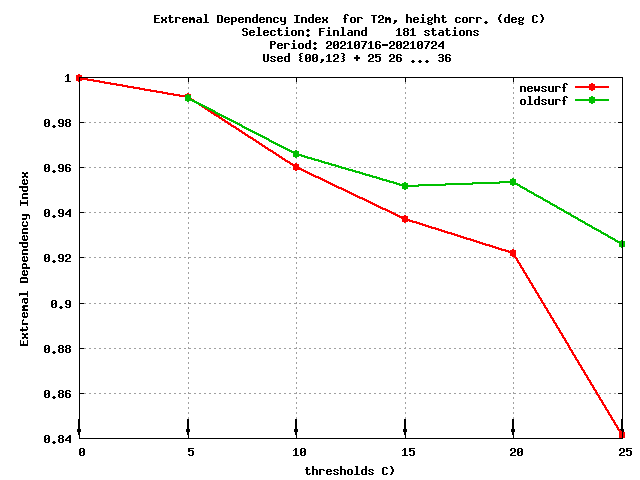 Extremal Dependency Index  for T2m, height corr. (deg C)
Selection: Finland    181 stations
Period: 20210716-20210724
Used {00,12} + 25 26 ... 36
newsurf
oldsurf
1
0.98
0.96
0.94
0.92
0.9
0.88
0.86
0.84
Extremal Dependency Index
0 5 10 15 20 25
thresholds C)